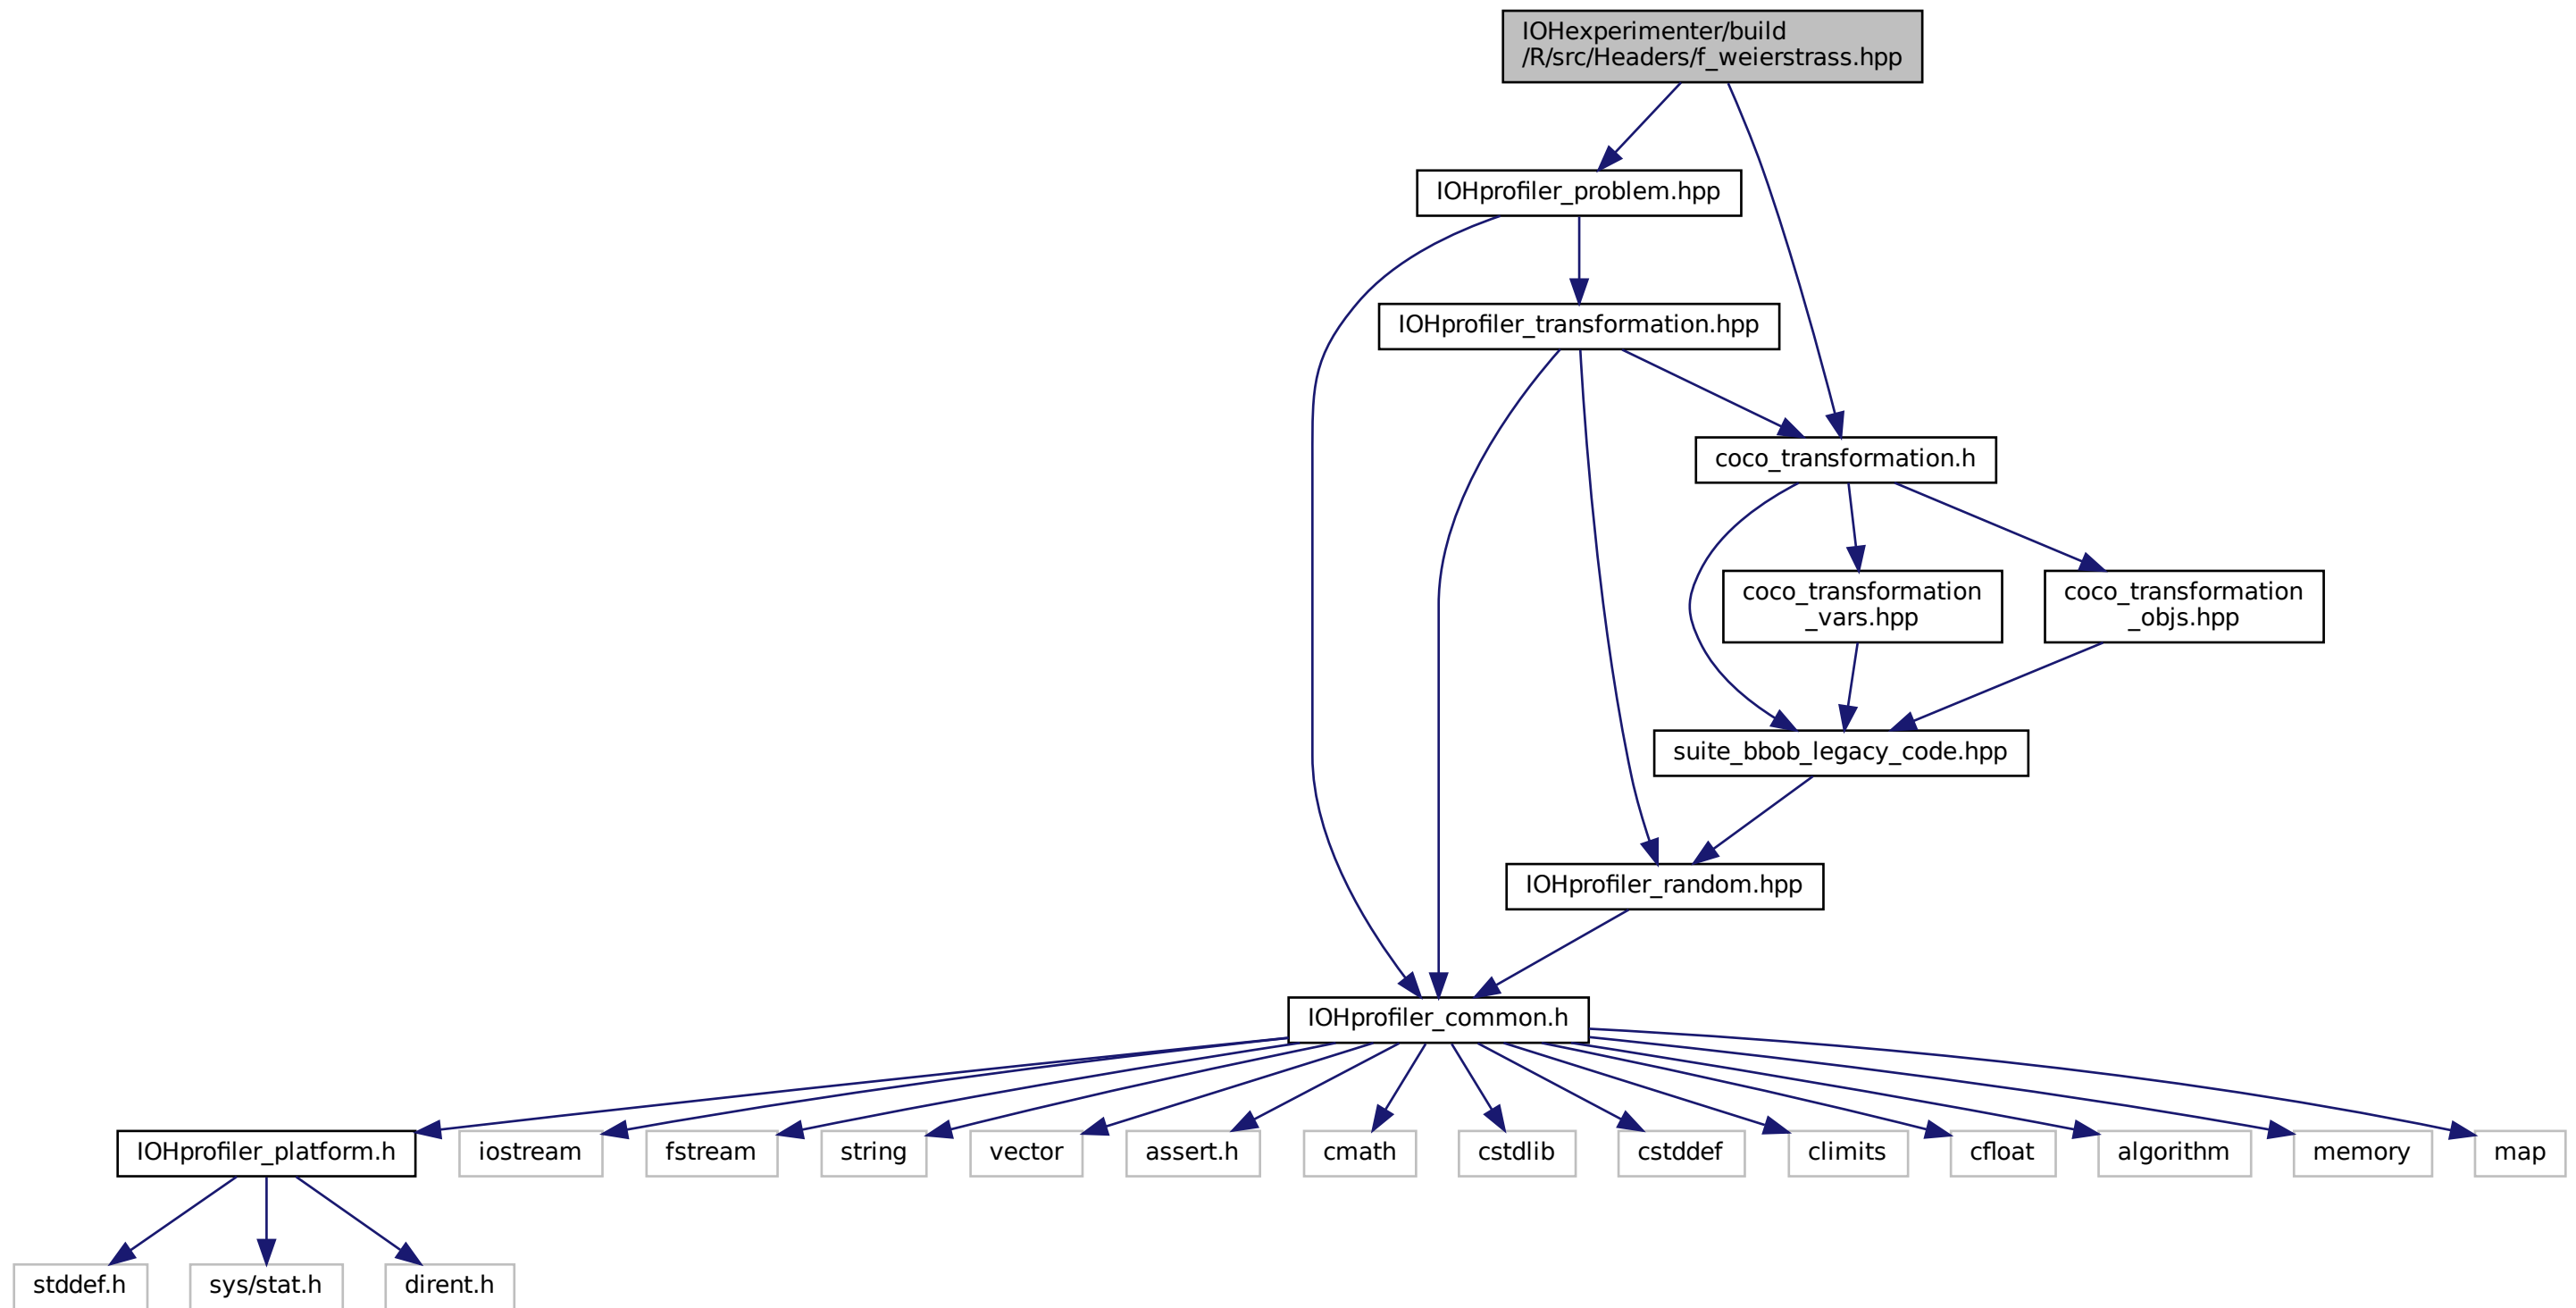 IOHexperimenter/build
/R/src/Headers/f_weierstrass.hpp
IOHprofiler_problem.hpp
IOHprofiler_transformation.hpp
coco_transformation.h
coco_transformation
_vars.hpp
coco_transformation
_objs.hpp
suite_bbob_legacy_code.hpp
IOHprofiler_random.hpp
IOHprofiler_common.h
IOHprofiler_platform.h
iostream
fstream
string
vector
assert.h
cmath
cstdlib
cstddef
climits
cfloat
algorithm
memory
map
stddef.h
sys/stat.h
dirent.h